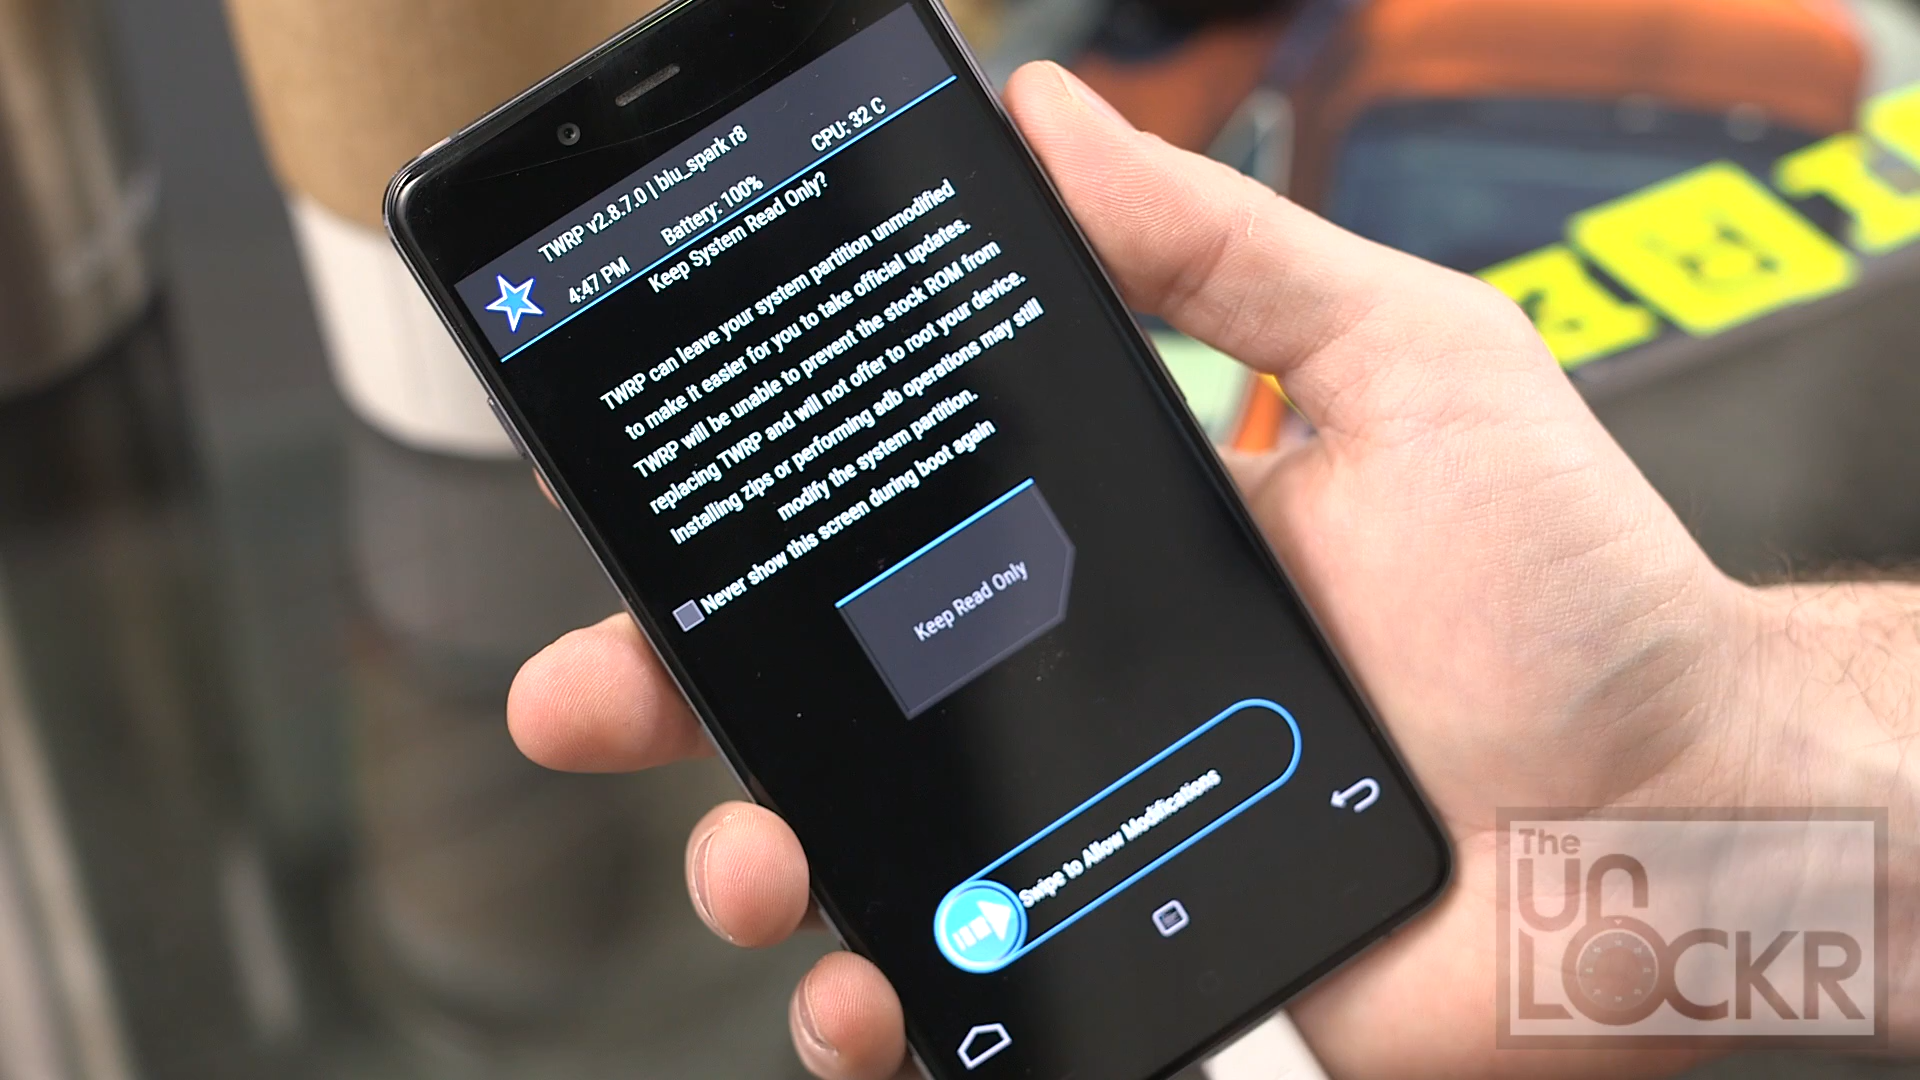 TWRP v2.8.7.0 | blu_spark r8
4:47 PM
Battery: 100%
CPU: 32 C
Keep System Read Only?
TWRP can leave your system partition unmodified
to make it easier for you to take official updates.
TWRP will be unable to prevent the stock ROM from
replacing TWRP and will not offer to root your device.
Installing zips or performing adb operations may still
modify the system partition.
Never show this screen during boot again
Keep Read Only
Swipe to Allow Modifications
The
UN
LOCKR